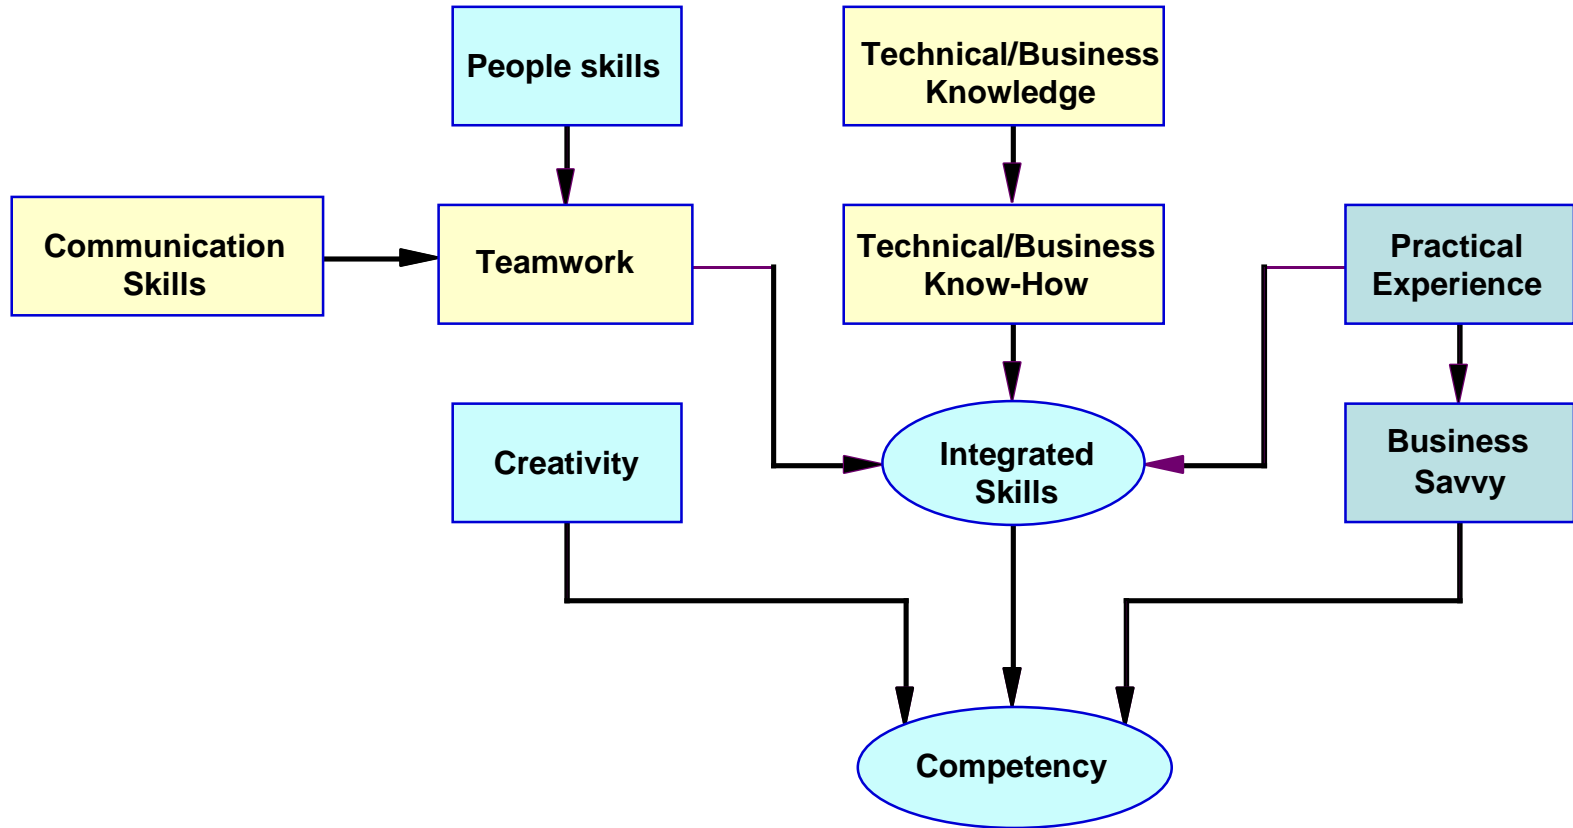 People skills
Technical/Business
Knowledge
Communication
Skills
Teamwork
Technical/Business
Know-How
Practical
Experience
Creativity
Integrated
Skills
Business
Savvy
Competency